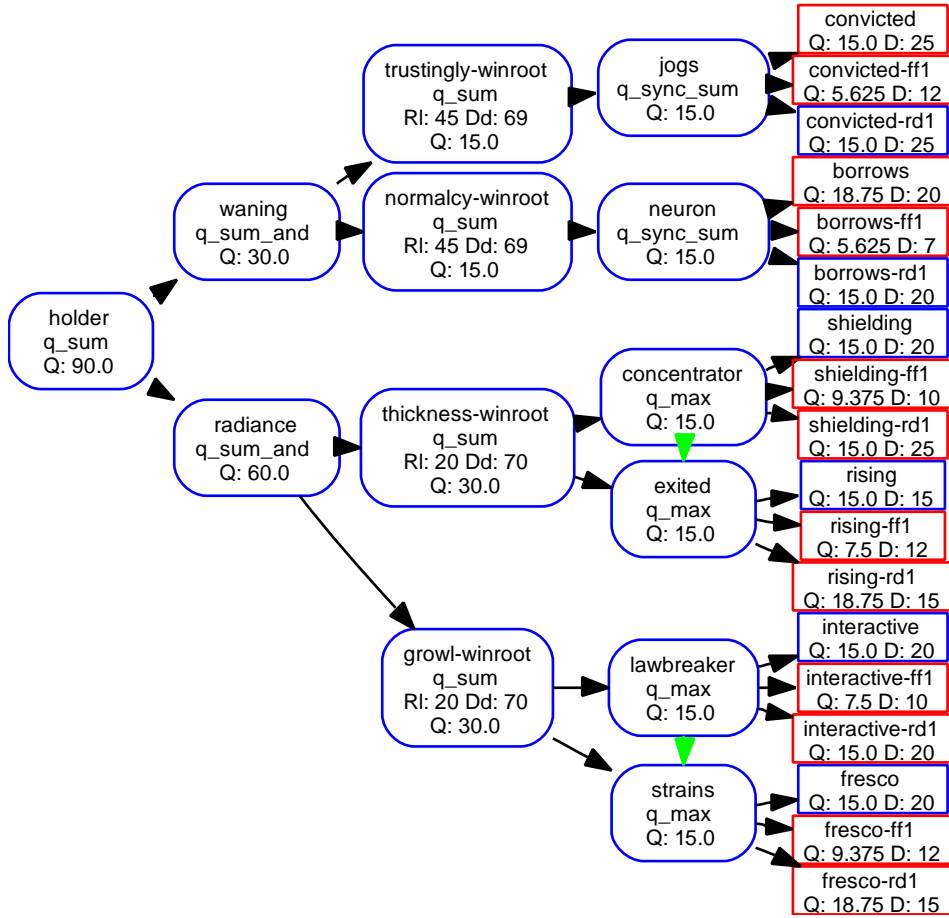 holder
q_sum
Q: 90.0
waning
q_sum_and
Q: 30.0
radiance
q_sum_and
Q: 60.0
trustingly-winroot
q_sum
Rl: 45 Dd: 69
Q: 15.0
normalcy-winroot
q_sum
Rl: 45 Dd: 69
Q: 15.0
thickness-winroot
q_sum
Rl: 20 Dd: 70
Q: 30.0
growl-winroot
q_sum
Rl: 20 Dd: 70
Q: 30.0
jogs
q_sync_sum
Q: 15.0
neuron
q_sync_sum
Q: 15.0
concentrator
q_max
Q: 15.0
exited
q_max
Q: 15.0
lawbreaker
q_max
Q: 15.0
strains
q_max
Q: 15.0
convicted
Q: 15.0 D: 25
convicted-ff1
Q: 5.625 D: 12
convicted-rd1
Q: 15.0 D: 25
borrows
Q: 18.75 D: 20
borrows-ff1
Q: 5.625 D: 7
borrows-rd1
Q: 15.0 D: 20
shielding
Q: 15.0 D: 20
shielding-ff1
Q: 9.375 D: 10
shielding-rd1
Q: 15.0 D: 25
rising
Q: 15.0 D: 15
rising-ff1
Q: 7.5 D: 12
rising-rd1
Q: 18.75 D: 15
interactive
Q: 15.0 D: 20
interactive-ff1
Q: 7.5 D: 10
interactive-rd1
Q: 15.0 D: 20
fresco
Q: 15.0 D: 20
fresco-ff1
Q: 9.375 D: 12
fresco-rd1
Q: 18.75 D: 15